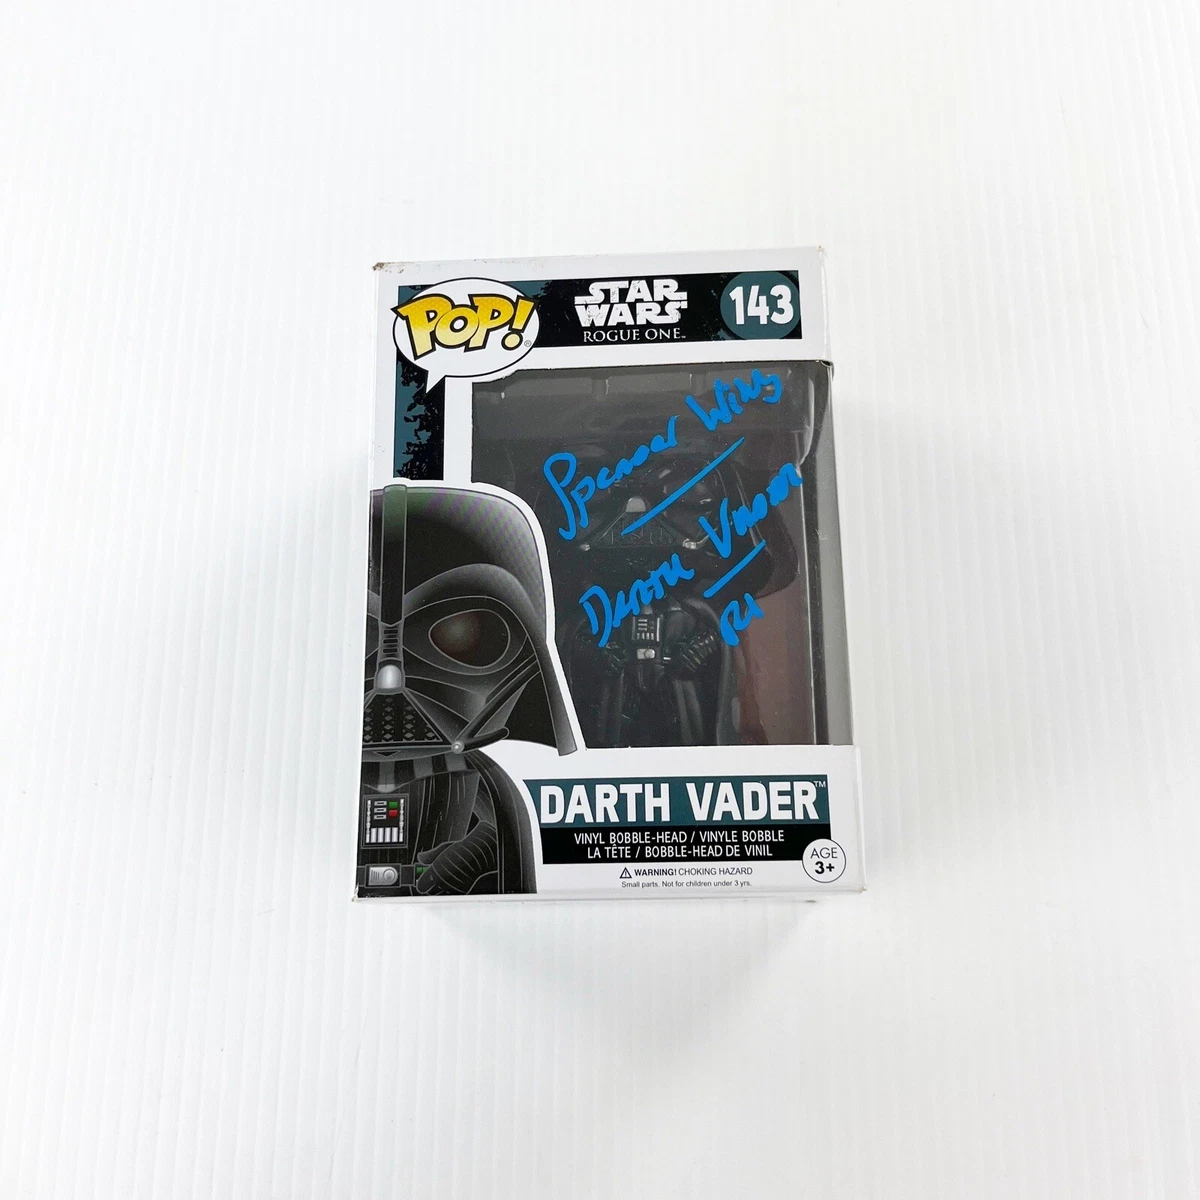 POP!®
STAR
WARS
ROGUE ONE™
143
Spencer Wilding
Darth Vader
R1
DARTH VADER™
VINYL BOBBLE-HEAD / VINYLE BOBBLE
LA TÊTE / BOBBLE-HEAD DE VINIL
WARNING! CHOKING HAZARD
Small parts. Not for children under 3 yrs.
AGE
3+